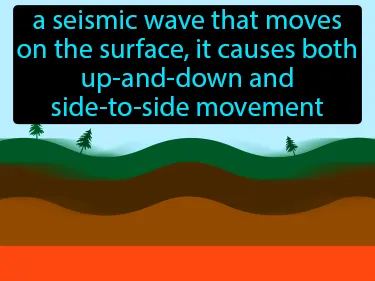 a seismic wave that moves
on the surface, it causes both
up-and-down and
side-to-side movement